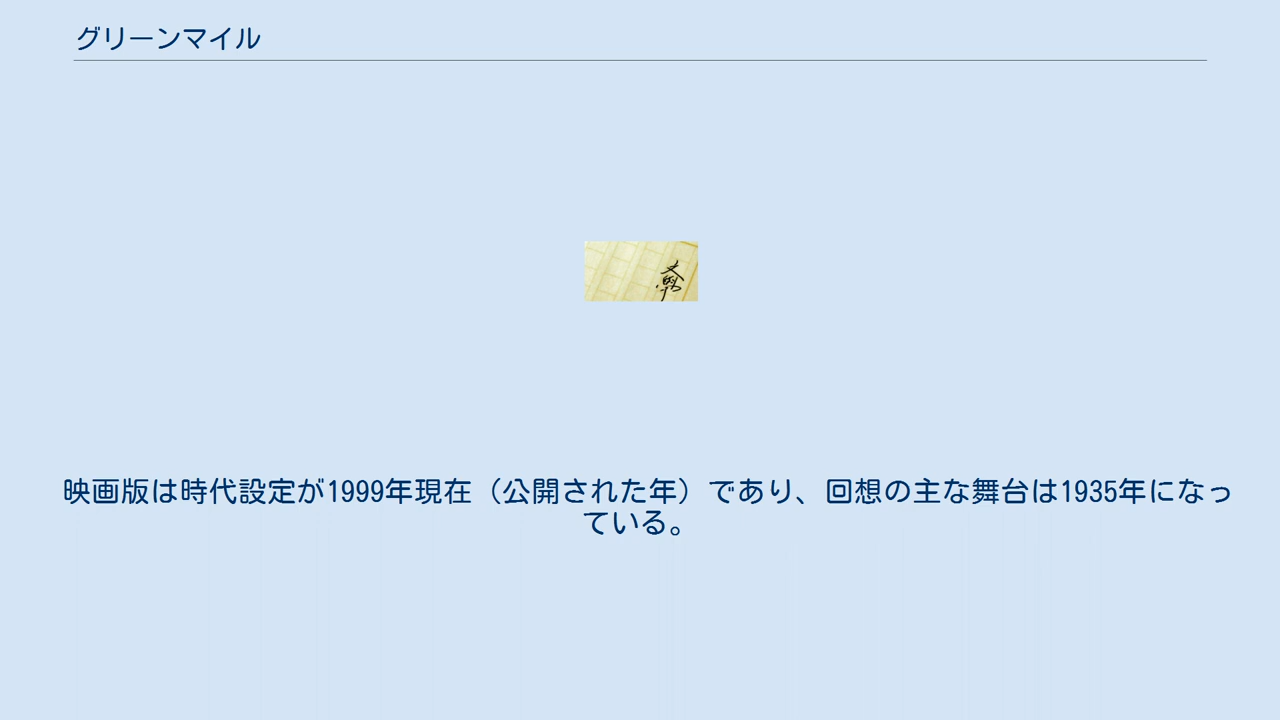 グリーンマイル
映画版は時代設定が1999年現在（公開された年）であり、回想の主な舞台は1935年になっ
ている。